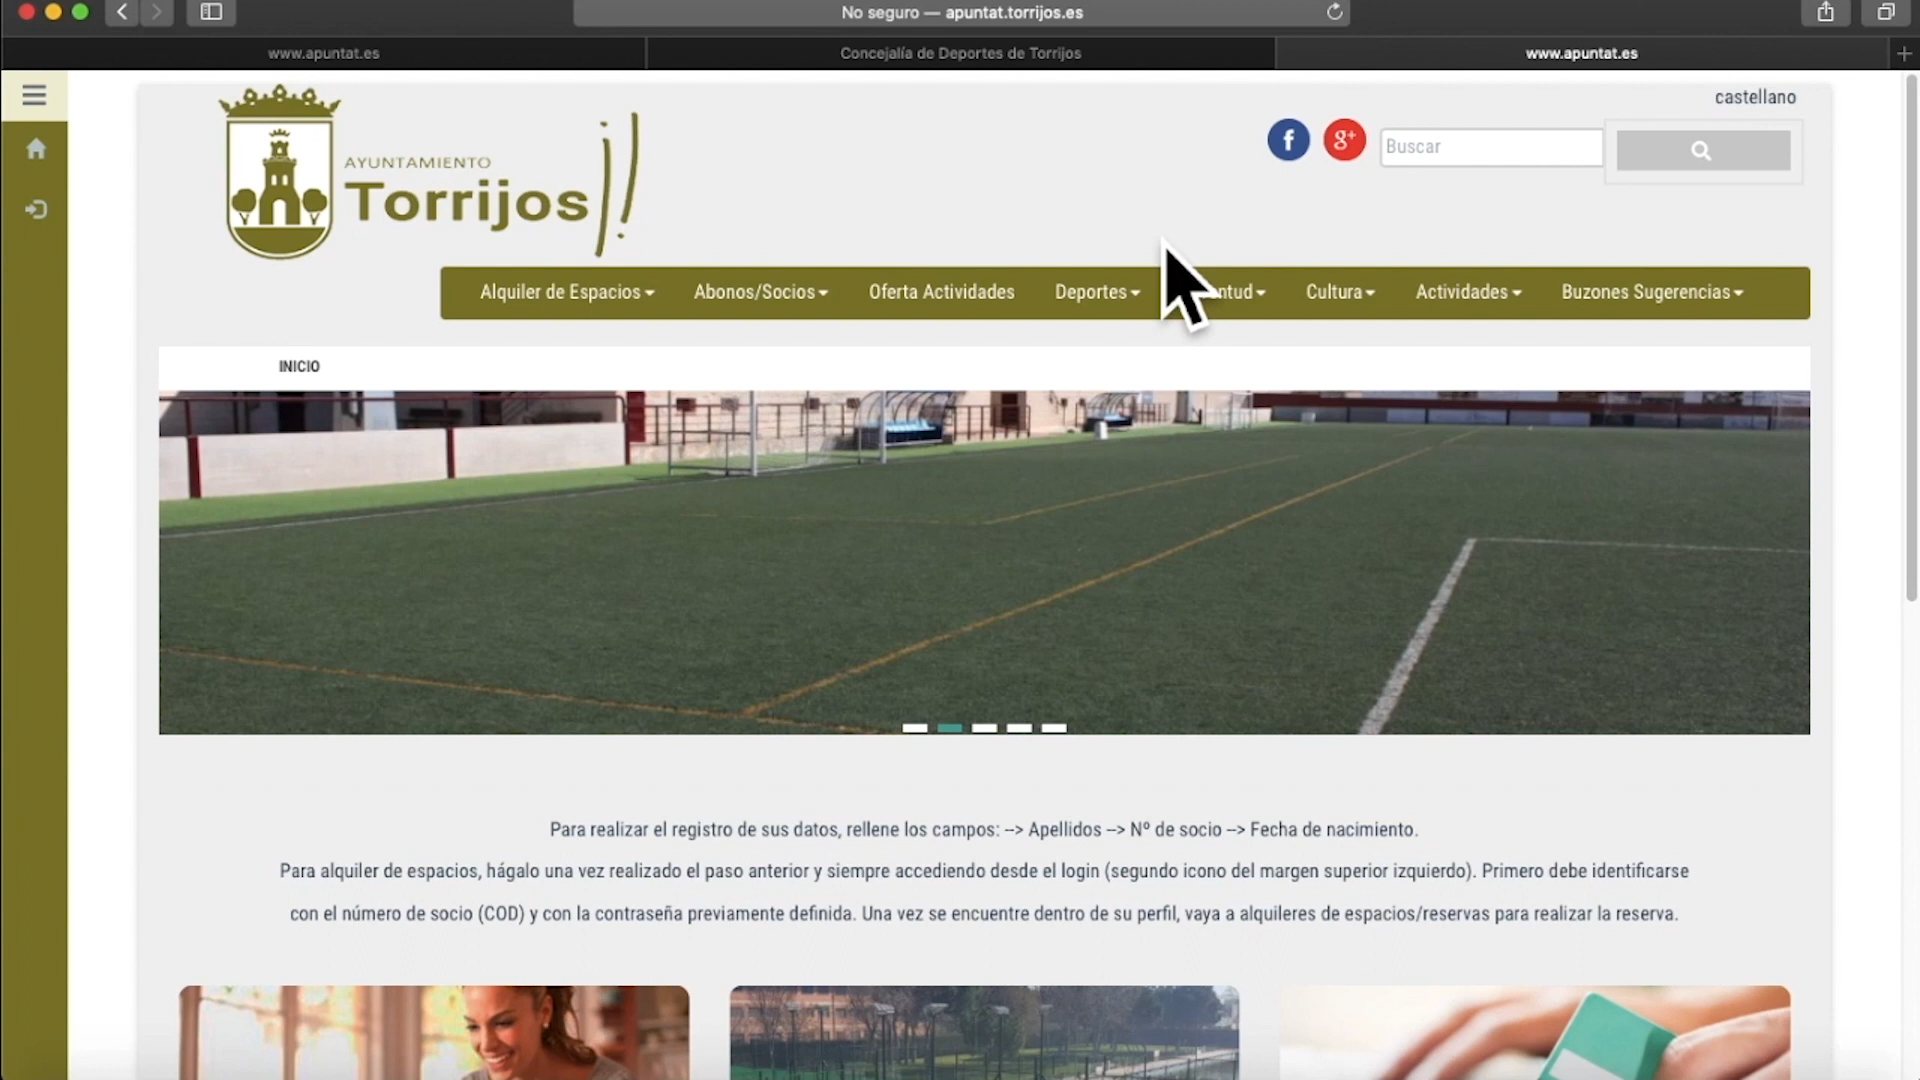 No seguro — apuntat.torrijos.es
www.apuntat.es
Concejalía de Deportes de Torrijos
www.apuntat.es
castellano
AYUNTAMIENTO
Torrijos
f
g+
Buscar
Alquiler de Espacios
Abonos/Socios
Oferta Actividades
Deportes
Cultura
Actividades
Buzones Sugerencias
INICIO
Para realizar el registro de sus datos, rellene los campos: --> Apellidos --> Nº de socio --> Fecha de nacimiento.
Para alquiler de espacios, hágalo una vez realizado el paso anterior y siempre accediendo desde el login (segundo icono del margen superior izquierdo). Primero debe identificarse
con el número de socio (COD) y con la contraseña previamente definida. Una vez se encuentre dentro de su perfil, vaya a alquileres de espacios/reservas para realizar la reserva.